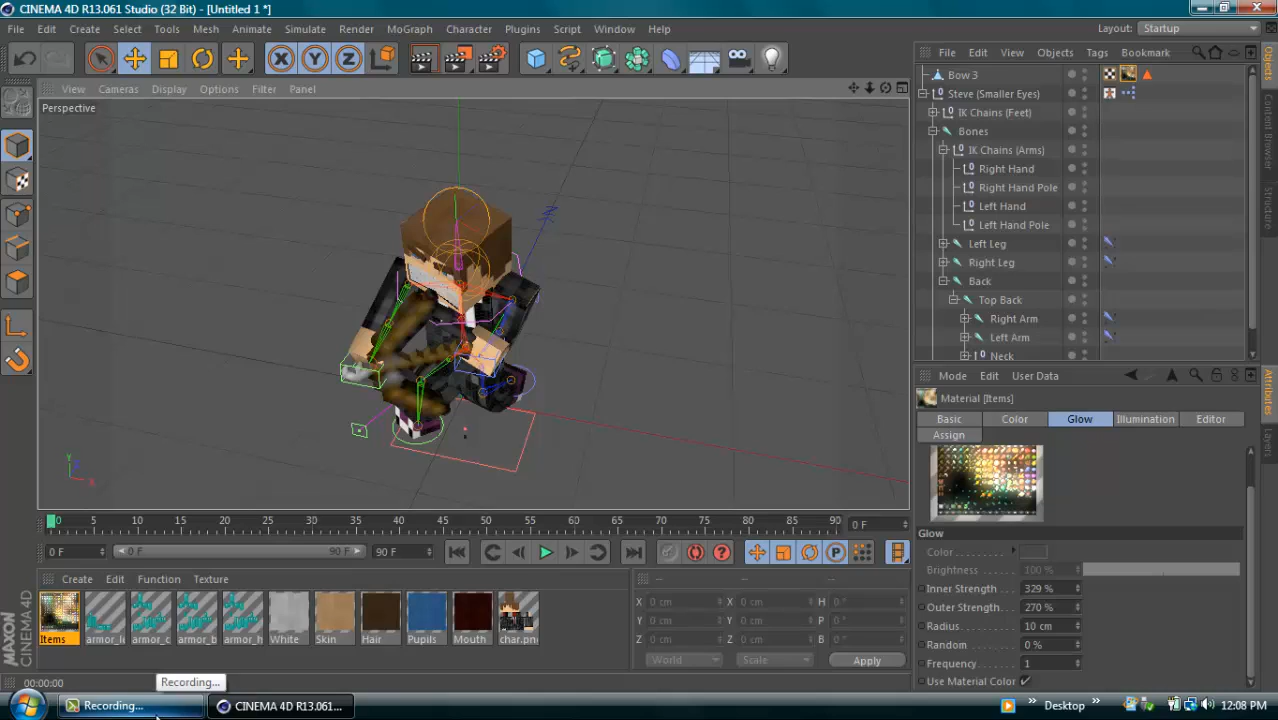 CINEMA 4D R13.061 Studio (32 Bit) - [Untitled 1 *]
File Edit Create Select Tools Mesh Animate Simulate Render MoGraph Character Plugins Script Window Help
Layout: Startup
X Y Z
View Cameras Display Options Filter Panel
Perspective
File Edit View Objects Tags Bookmark
Bow 3
Steve (Smaller Eyes)
IK Chains (Feet)
Bones
IK Chains (Arms)
Right Hand
Right Hand Pole
Left Hand
Left Hand Pole
Left Leg
Right Leg
Back
Top Back
Right Arm
Left Arm
Neck
Objects
Content Browser
Structure
Attributes
Layers
Mode Edit User Data
Material [Items]
Basic Color Glow Illumination Editor
Assign
Glow
Color
Brightness 100 %
Inner Strength 329 %
Outer Strength 270 %
Radius 10 cm
Random 0 %
Frequency 1
Use Material Color
0 5 10 15 20 25 30 35 40 45 50 55 60 65 70 75 80 85 90 0 F
0 F 0 F 90 F 90 F
Create Edit Function Texture
Items armor_l armor_c armor_b armor_h White Skin Hair Pupils Mouth char.pn
-- -- --
X 0 cm X 0 cm H 0 °
Y 0 cm Y 0 cm P 0 °
Z 0 cm Z 0 cm B 0 °
World Scale Apply
MAXON CINEMA 4D
00:00:00
Recording...
Recording... CINEMA 4D R13.061... Desktop 12:08 PM